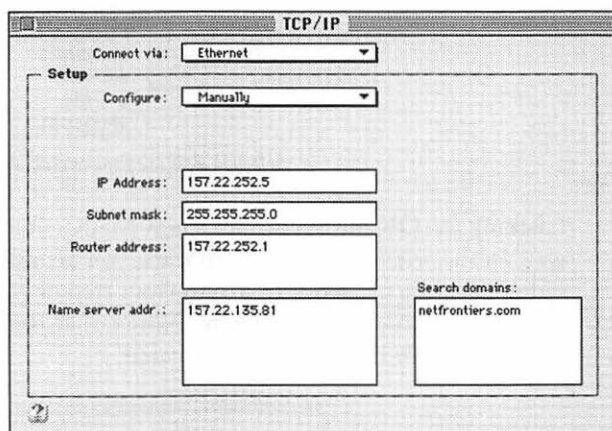 TCP/IP
Connect via: Ethernet
Setup
Configure: Manually
IP Address: 157.22.252.5
Subnet mask: 255.255.255.0
Router address: 157.22.252.1
Search domains:
Name server addr.: 157.22.135.81
netfrontiers.com
?